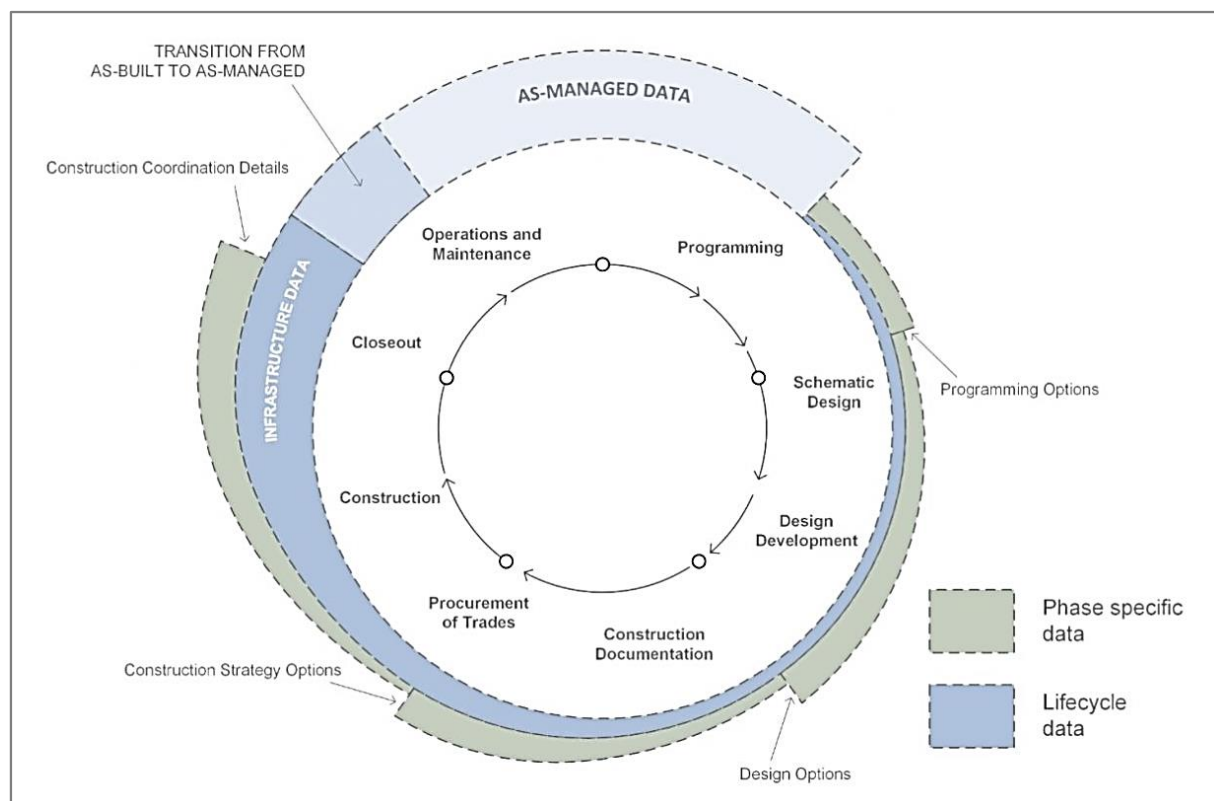 TRANSITION FROM
AS-BUILT TO AS-MANAGED
AS-MANAGED DATA
Construction Coordination Details
INFRASTRUCTURE DATA
Operations and
Maintenance
Programming
Closeout
Schematic
Design
Programming Options
Construction
Design
Development
Procurement
of Trades
Construction
Documentation
Construction Strategy Options
Design Options
Phase specific
data
Lifecycle
data